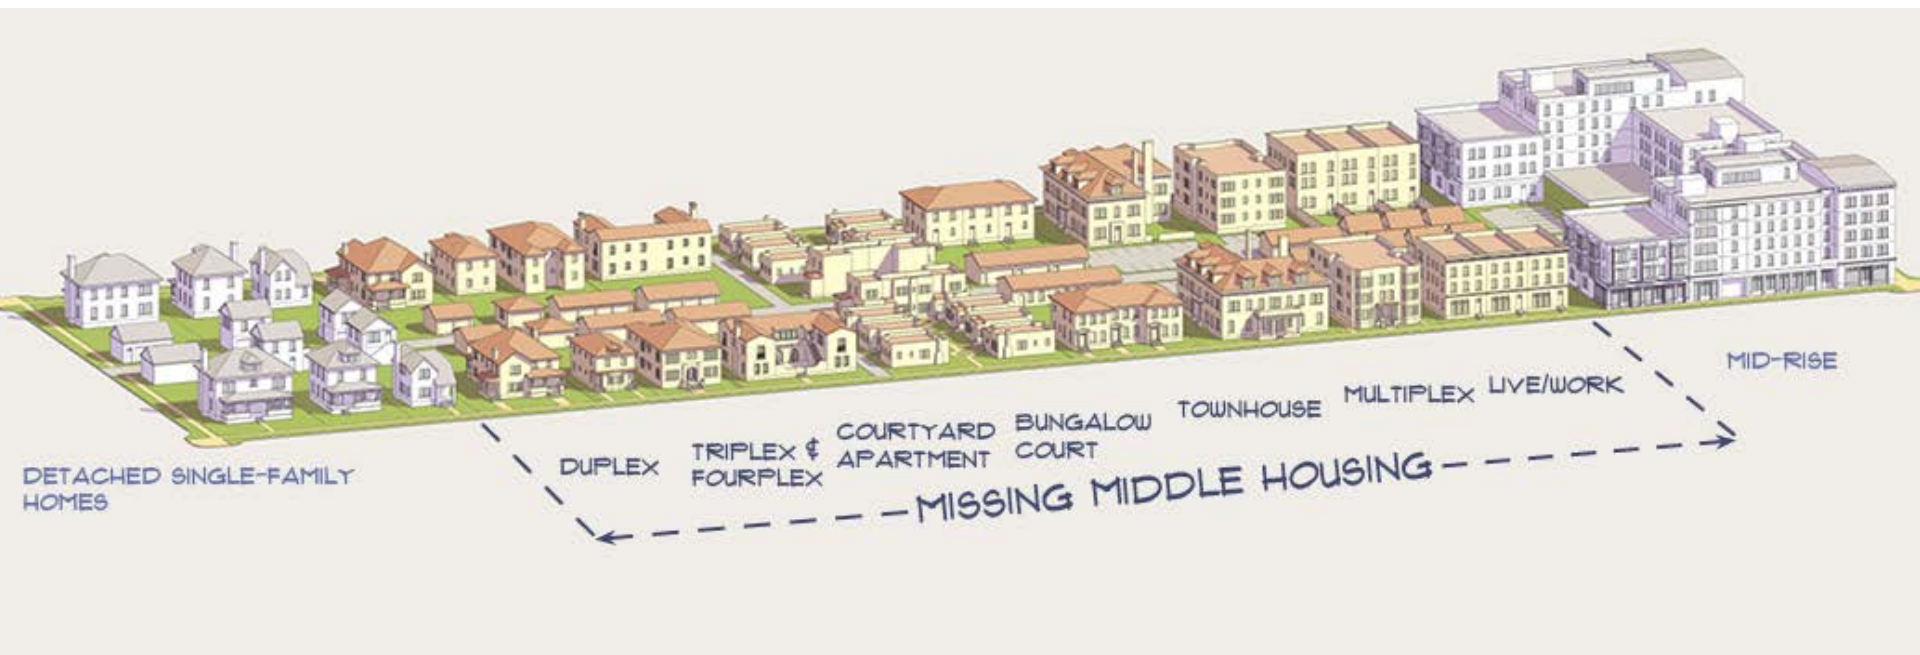 DETACHED SINGLE-FAMILY
HOMES
DUPLEX
TRIPLEX &
FOURPLEX
COURTYARD
APARTMENT
BUNGALOW
COURT
TOWNHOUSE
MULTIPLEX
LIVE/WORK
MID-RISE
MISSING MIDDLE HOUSING